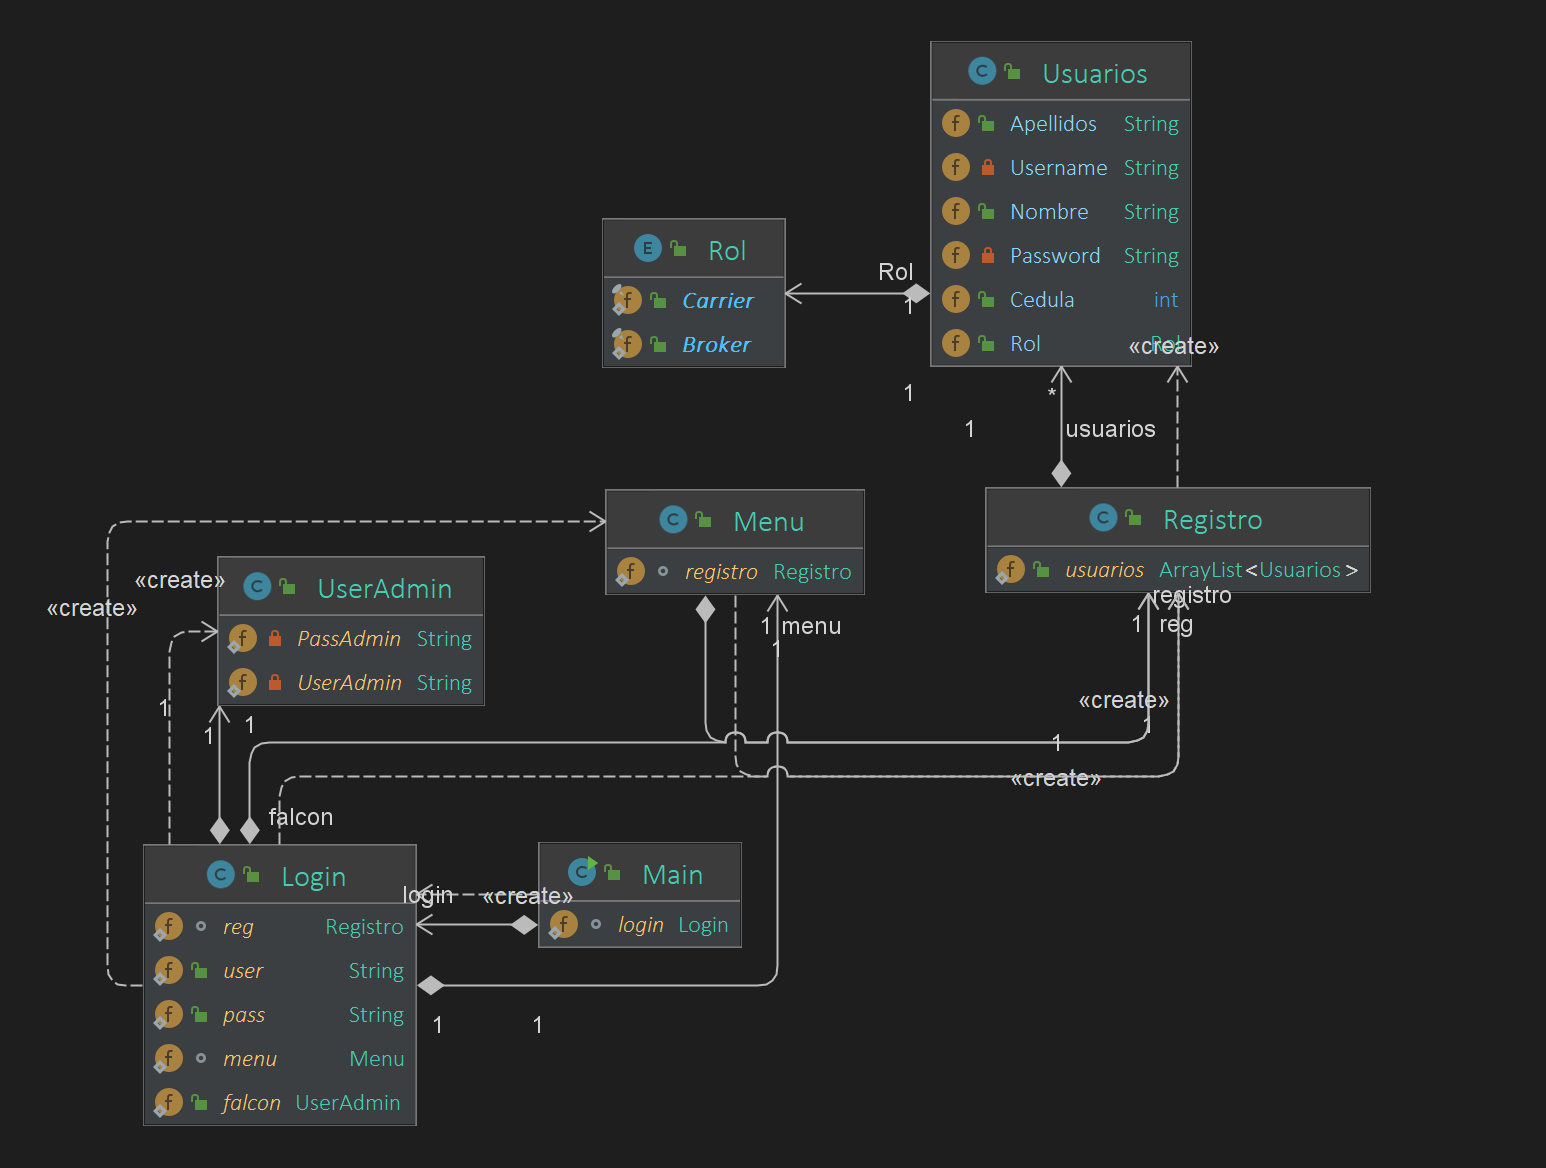 Usuarios
Apellidos String
Username String
Nombre String
Password String
Cedula int
Rol Rol
«create»
Rol
Carrier
Broker
Rol
1
1
1
*
usuarios
Menu
registro Registro
Registro
usuarios ArrayList<Usuarios>
registro
1 reg
«create»
«create»
UserAdmin
PassAdmin String
UserAdmin String
1 menu
1
1
1
1
«create»
1
1
«create»
falcon
Login
reg Registro
user String
pass String
menu Menu
falcon UserAdmin
login
«create»
Main
login Login
1
1